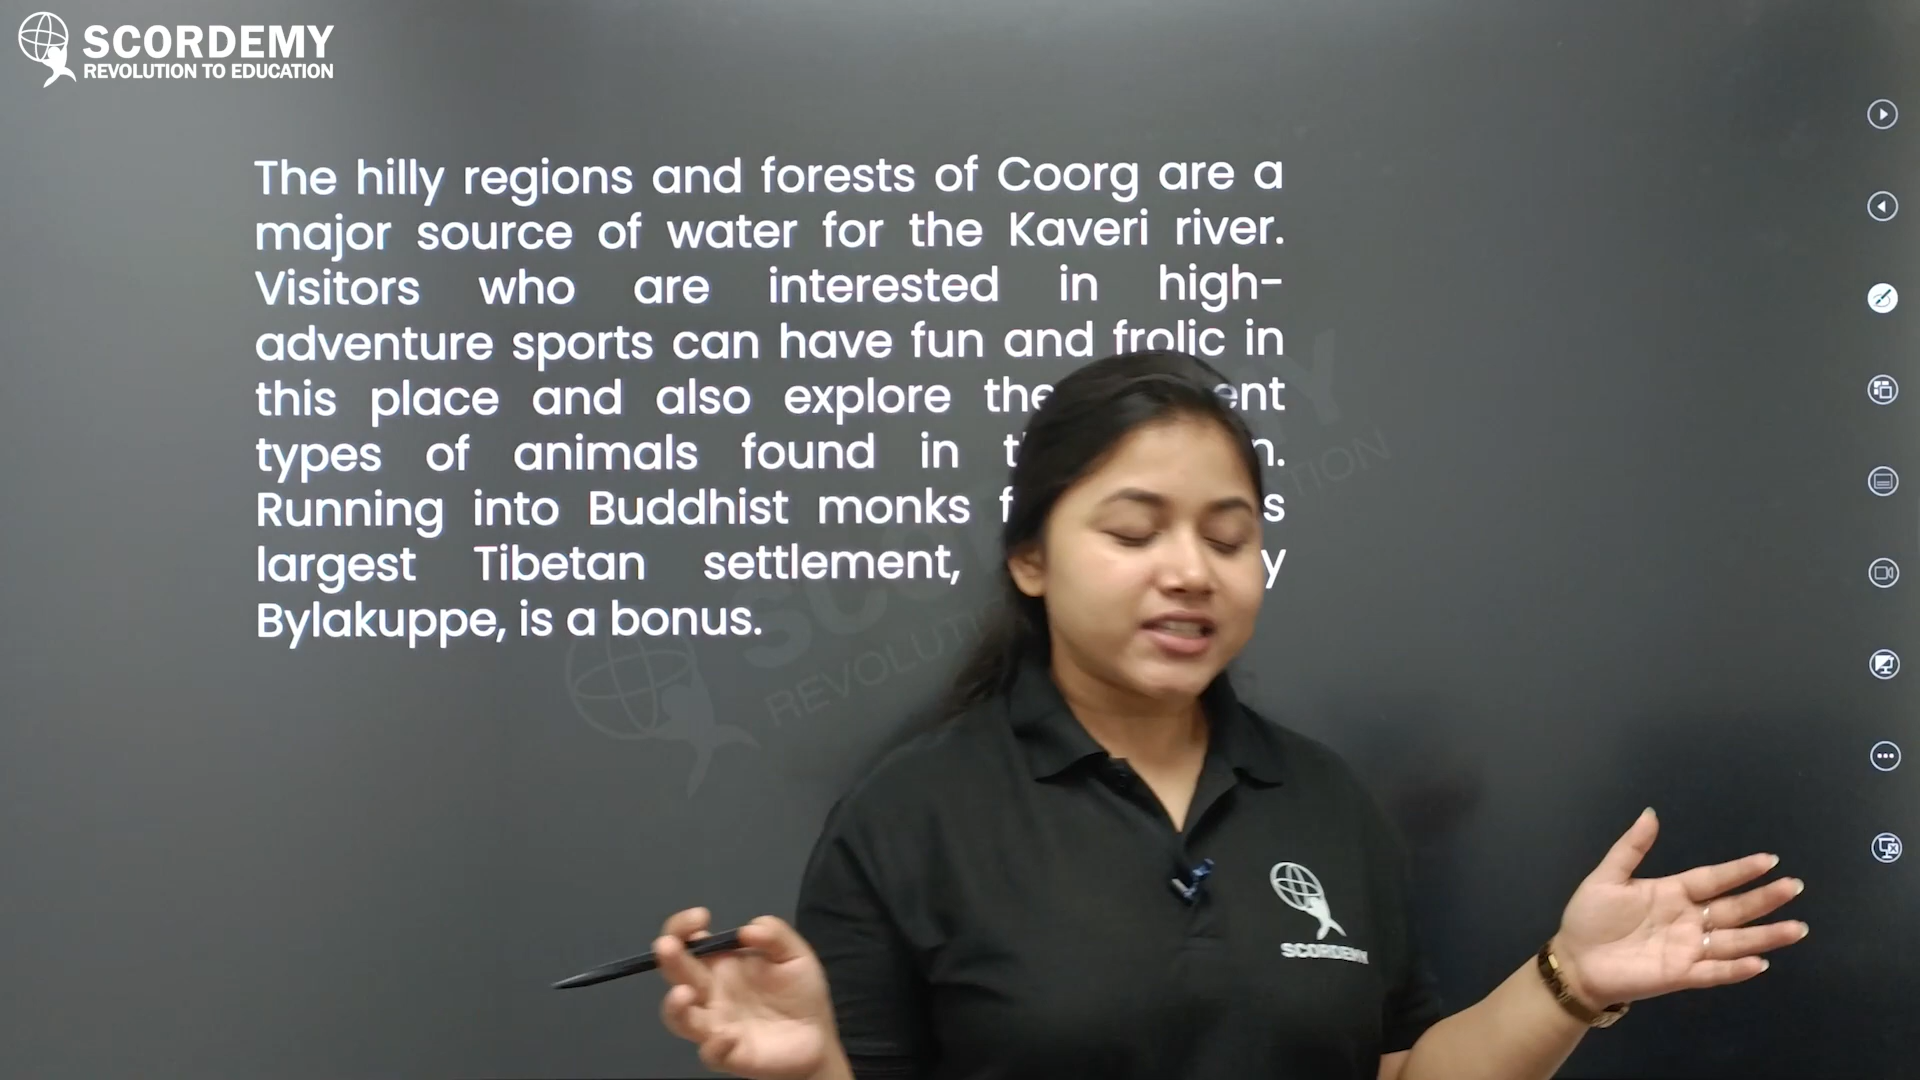 SCORDEMY
REVOLUTION TO EDUCATION
The hilly regions and forests of Coorg are a
major source of water for the Kaveri river.
Visitors who are interested in high-
adventure sports can have fun and frolic in
this place and also explore the
types of animals found in
Running into Buddhist monks
largest Tibetan settlement,
Bylakuppe, is a bonus.
SCORDEMY